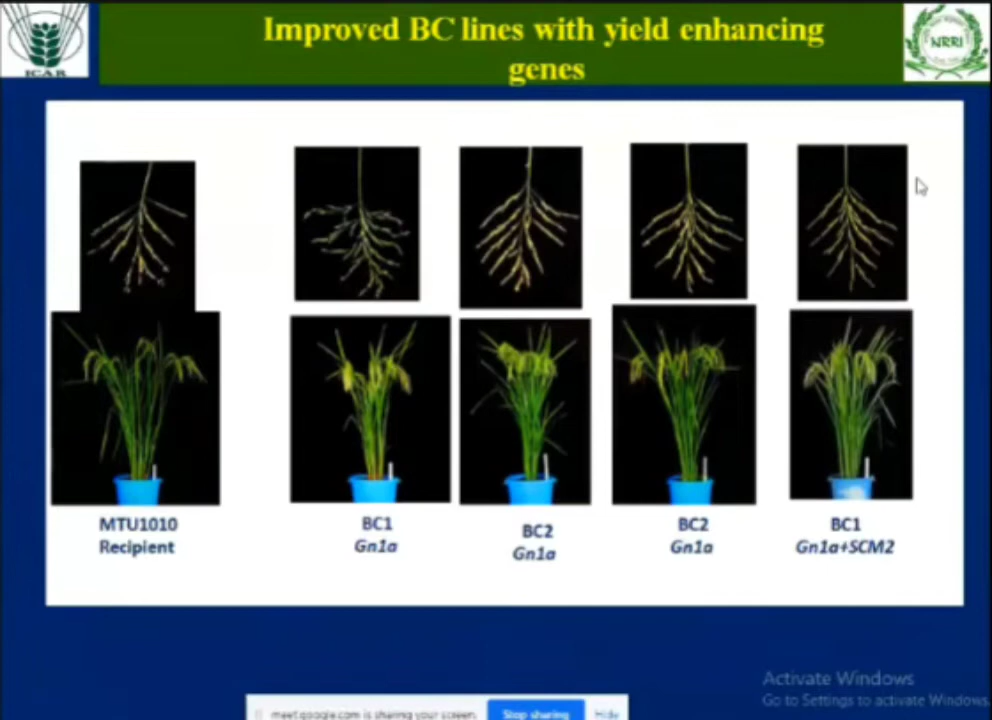 Improved BC lines with yield enhancing
genes
ICAR
NRRI
MTU1010
Recipient
BC1
Gn1a
BC2
Gn1a
BC2
Gn1a
BC1
Gn1a+SCM2
Activate Windows
Go to Settings to activate Windows.
meet.google.com is sharing your screen.
Stop sharing
Hide